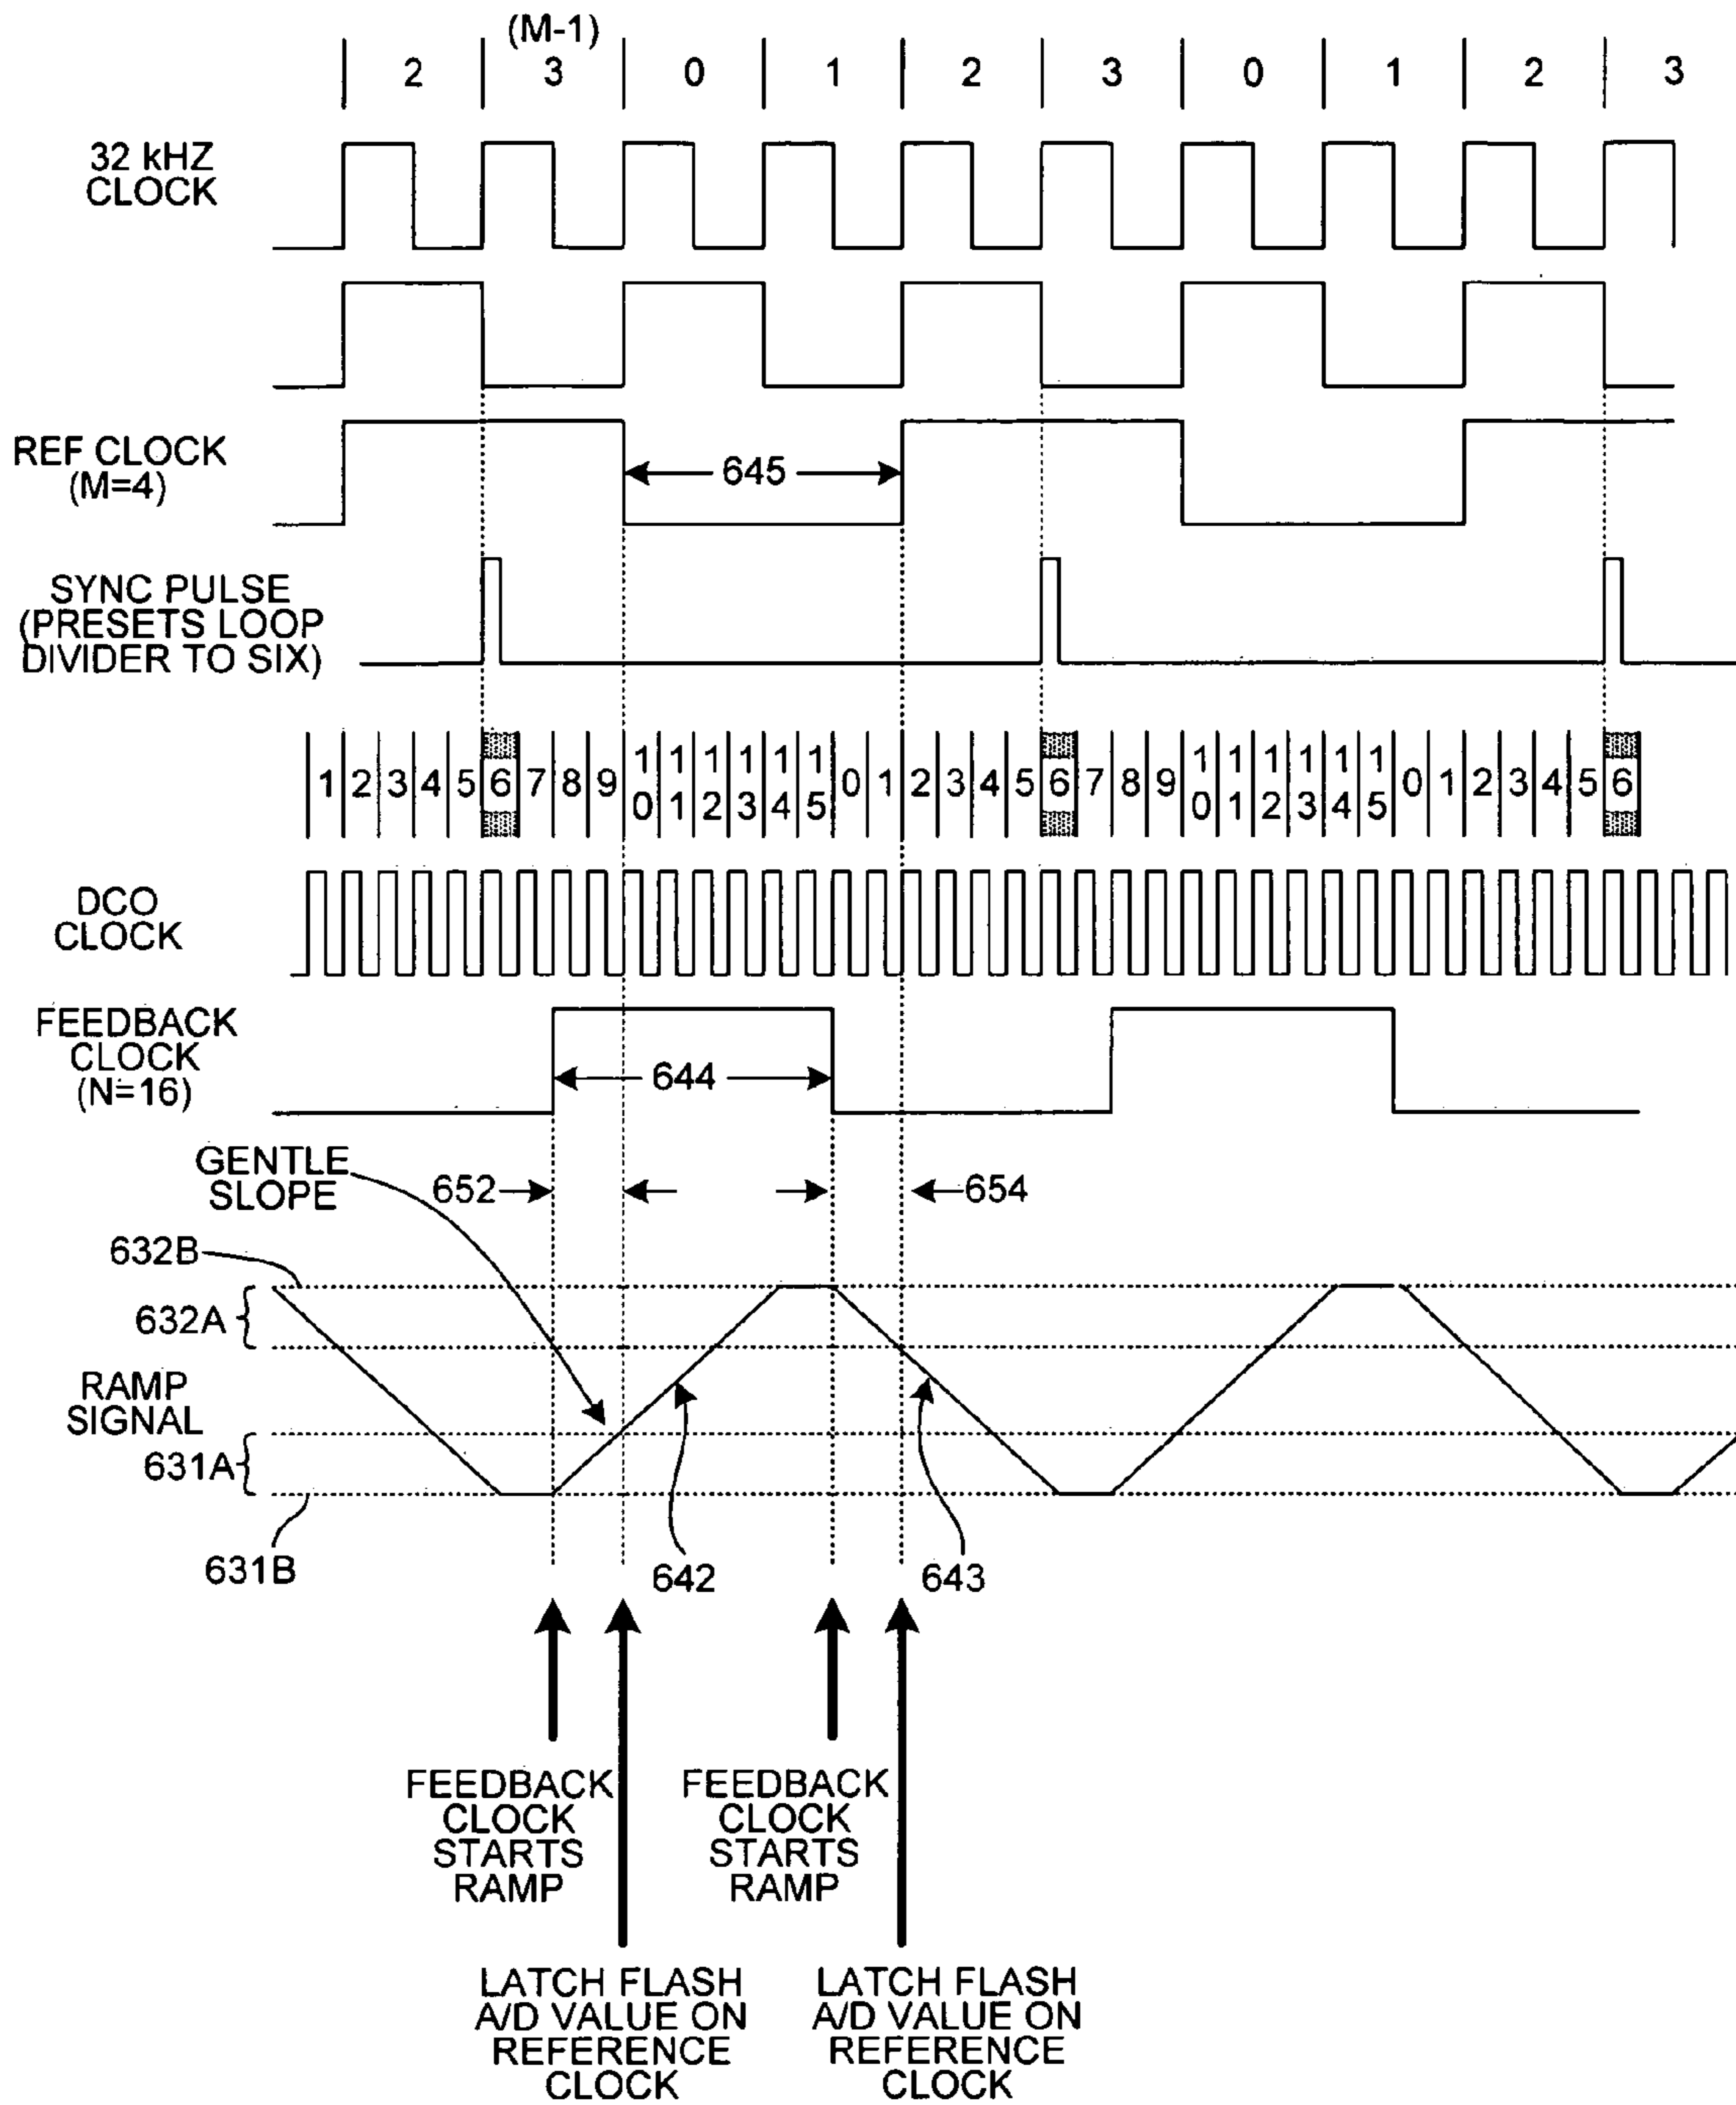 (M-1)
2 3 0 1 2 3 0 1 2 3
32 kHZ
CLOCK
REF CLOCK
(M=4)
645
SYNC PULSE
(PRESETS LOOP
DIVIDER TO SIX)
1 2 3 4 5 6 7 8 9 10 11 12 13 14 15 0 1 2 3 4 5 6 7 8 9 10 11 12 13 14 15 0 1 2 3 4 5 6
DCO
CLOCK
FEEDBACK
CLOCK
(N=16)
644
GENTLE
SLOPE
652
654
632B
632A
RAMP
SIGNAL
631A
631B
642
643
FEEDBACK
CLOCK
STARTS
RAMP
FEEDBACK
CLOCK
STARTS
RAMP
LATCH FLASH
A/D VALUE ON
REFERENCE
CLOCK
LATCH FLASH
A/D VALUE ON
REFERENCE
CLOCK